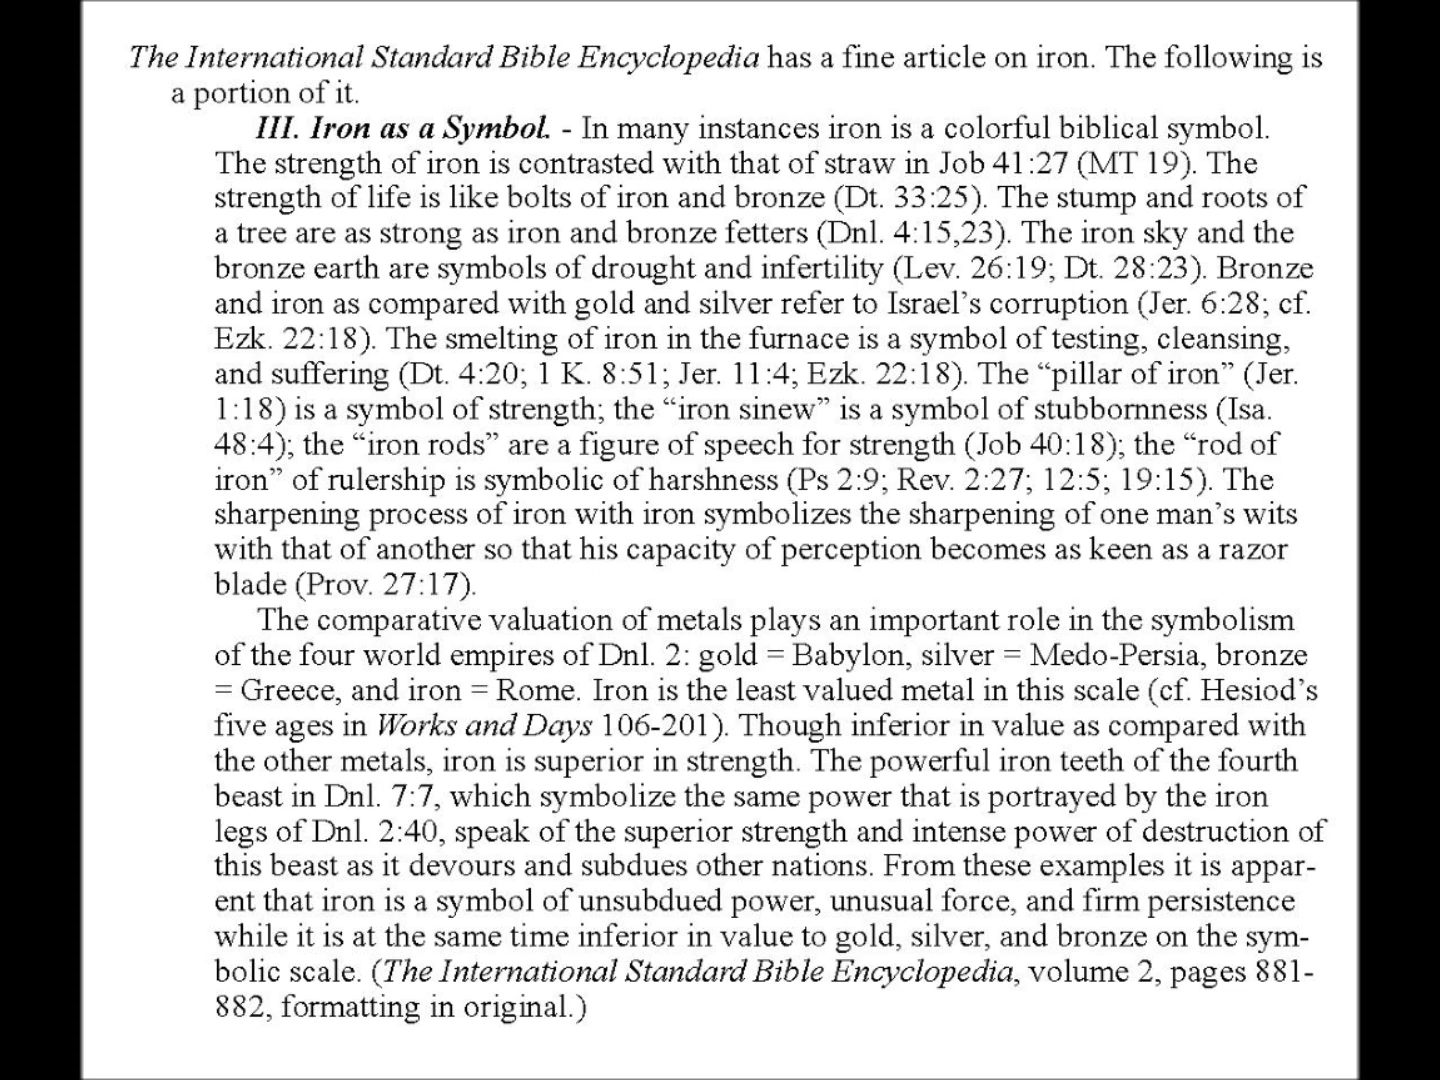 The International Standard Bible Encyclopedia has a fine article on iron. The following is
a portion of it.
III. Iron as a Symbol. - In many instances iron is a colorful biblical symbol.
The strength of iron is contrasted with that of straw in Job 41:27 (MT 19). The
strength of life is like bolts of iron and bronze (Dt. 33:25). The stump and roots of
a tree are as strong as iron and bronze fetters (Dnl. 4:15,23). The iron sky and the
bronze earth are symbols of drought and infertility (Lev. 26:19; Dt. 28:23). Bronze
and iron as compared with gold and silver refer to Israel’s corruption (Jer. 6:28; cf.
Ezk. 22:18). The smelting of iron in the furnace is a symbol of testing, cleansing,
and suffering (Dt. 4:20; 1 K. 8:51; Jer. 11:4; Ezk. 22:18). The “pillar of iron” (Jer.
1:18) is a symbol of strength; the “iron sinew” is a symbol of stubbornness (Isa.
48:4); the “iron rods” are a figure of speech for strength (Job 40:18); the “rod of
iron” of rulership is symbolic of harshness (Ps 2:9; Rev. 2:27; 12:5; 19:15). The
sharpening process of iron with iron symbolizes the sharpening of one man’s wits
with that of another so that his capacity of perception becomes as keen as a razor
blade (Prov. 27:17).
The comparative valuation of metals plays an important role in the symbolism
of the four world empires of Dnl. 2: gold = Babylon, silver = Medo-Persia, bronze
= Greece, and iron = Rome. Iron is the least valued metal in this scale (cf. Hesiod’s
five ages in Works and Days 106-201). Though inferior in value as compared with
the other metals, iron is superior in strength. The powerful iron teeth of the fourth
beast in Dnl. 7:7, which symbolize the same power that is portrayed by the iron
legs of Dnl. 2:40, speak of the superior strength and intense power of destruction of
this beast as it devours and subdues other nations. From these examples it is appar-
ent that iron is a symbol of unsubdued power, unusual force, and firm persistence
while it is at the same time inferior in value to gold, silver, and bronze on the sym-
bolic scale. (The International Standard Bible Encyclopedia, volume 2, pages 881-
882, formatting in original.)